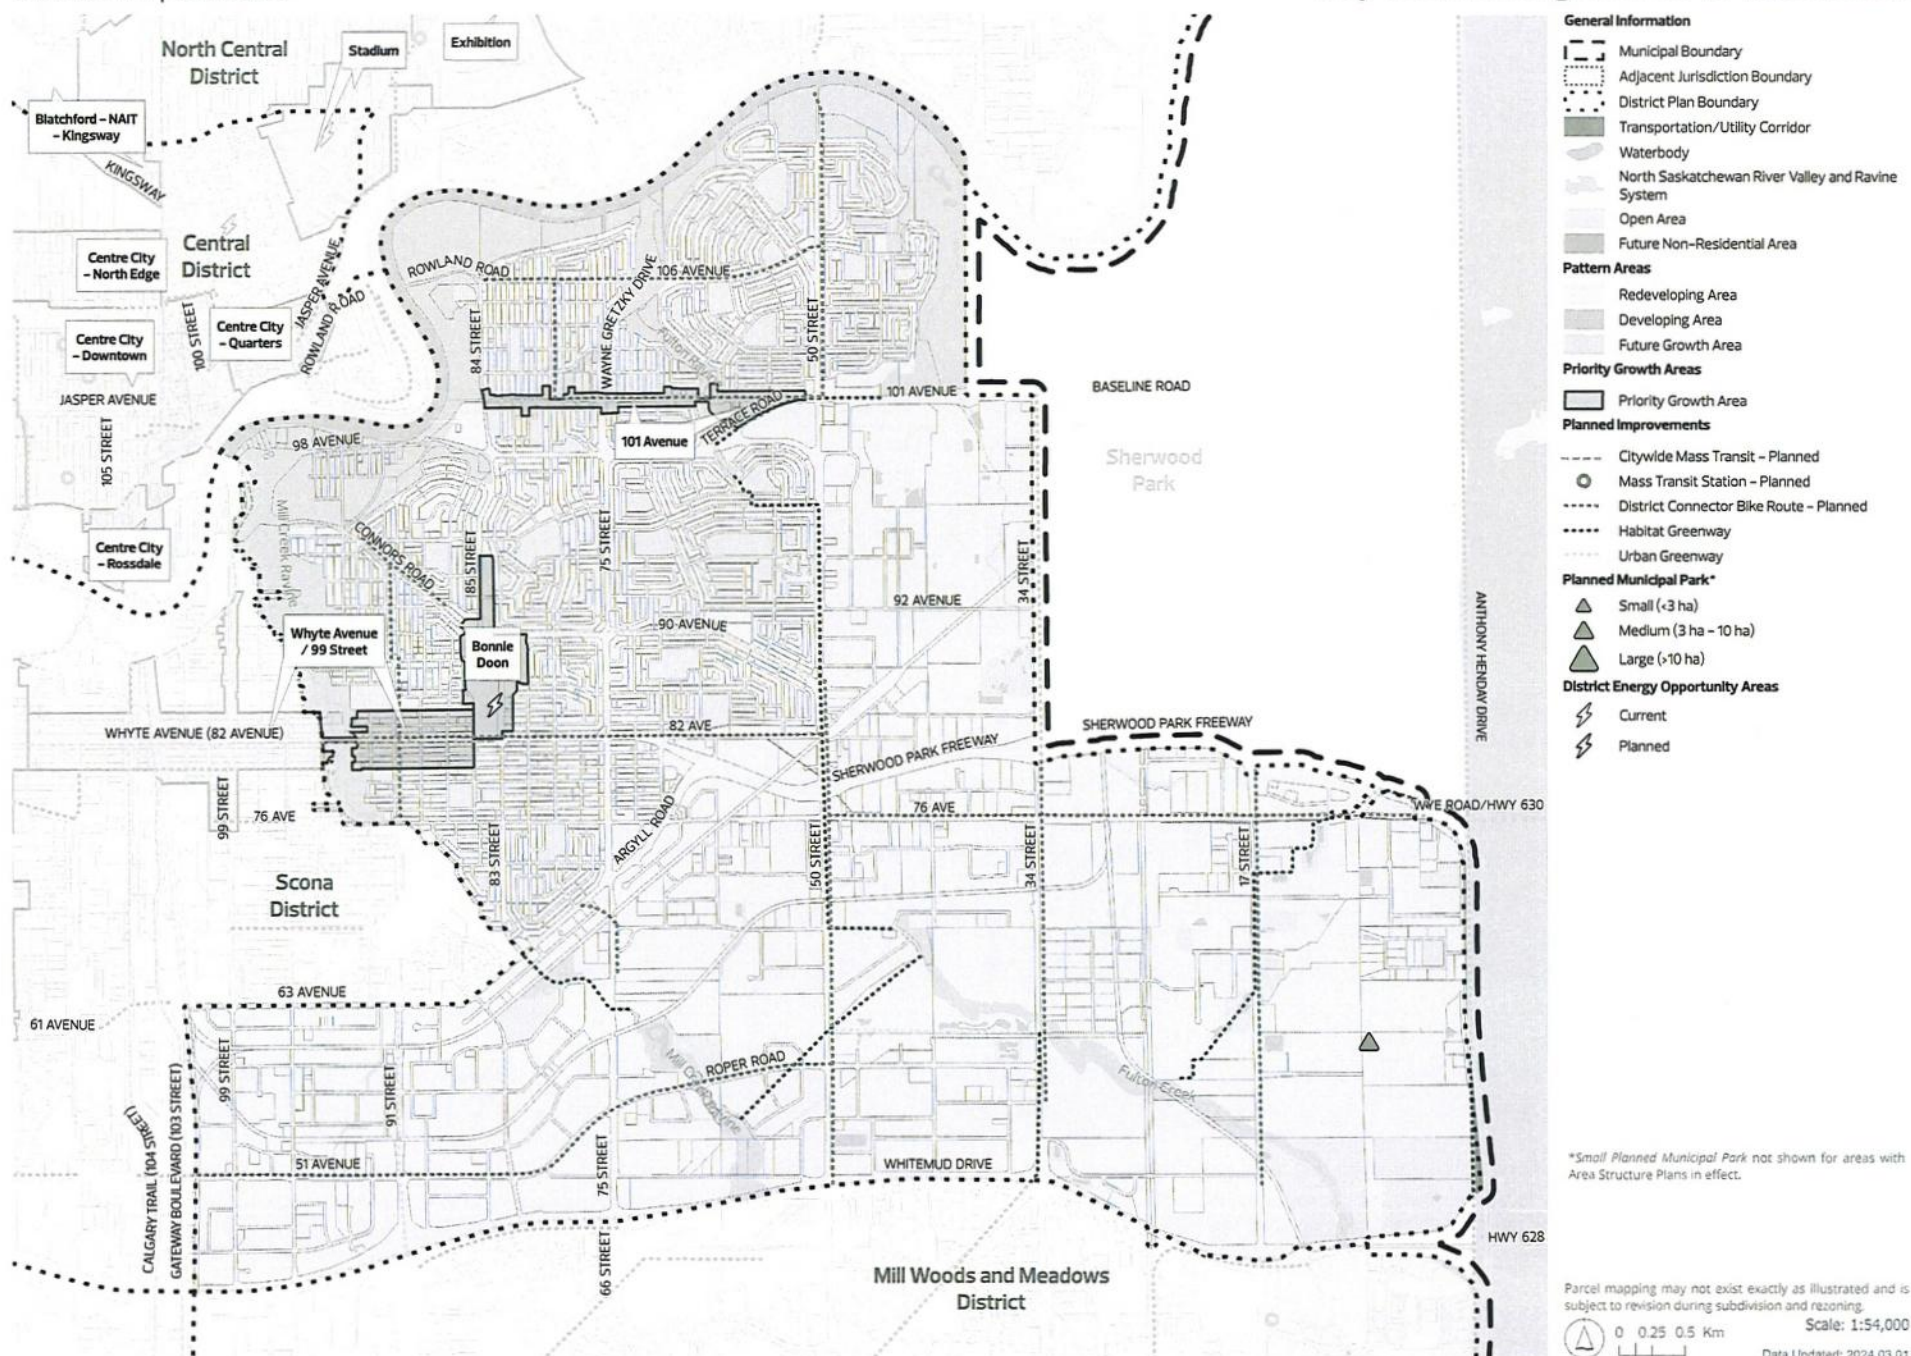 North Central
District
Stadium
Exhibition
Blatchford – NAIT
– Kingsway
KINGSWAY
Central
District
Centre City
– North Edge
Centre City
– Downtown
100 STREET
Centre City
– Quarters
JASPER AVENUE
ROWLAND ROAD
JASPER AVENUE
105 STREET
Centre City
– Rossdale
ROWLAND ROAD
106 AVENUE
WAYNE GRETZKY DRIVE
84 STREET
50 STREET
101 AVENUE
TERRACE ROAD
101 Avenue
BASELINE ROAD
Sherwood
Park
98 AVENUE
Mill Creek Ravine
CONNORS ROAD
85 STREET
75 STREET
34 STREET
92 AVENUE
90 AVENUE
Whyte Avenue
/ 99 Street
Bonnie
Doon
ANTHONY HENDAY DRIVE
WHYTE AVENUE (82 AVENUE)
82 AVE
SHERWOOD PARK FREEWAY
SHERWOOD PARK FREEWAY
99 STREET
76 AVE
76 AVE
WYE ROAD/HWY 630
ARGYLL ROAD
83 STREET
50 STREET
34 STREET
17 STREET
Scona
District
63 AVENUE
61 AVENUE
99 STREET
91 STREET
ROPER ROAD
Fulton Creek
CALGARY TRAIL (104 STREET)
GATEWAY BOULEVARD (103 STREET)
51 AVENUE
75 STREET
WHITEMUD DRIVE
66 STREET
HWY 628
Mill Woods and Meadows
District
General Information
Municipal Boundary
Adjacent Jurisdiction Boundary
District Plan Boundary
Transportation/Utility Corridor
Waterbody
North Saskatchewan River Valley and Ravine
System
Open Area
Future Non-Residential Area
Pattern Areas
Redeveloping Area
Developing Area
Future Growth Area
Priority Growth Areas
Priority Growth Area
Planned Improvements
Citywide Mass Transit – Planned
Mass Transit Station – Planned
District Connector Bike Route – Planned
Habitat Greenway
Urban Greenway
Planned Municipal Park*
Small (<3 ha)
Medium (3 ha – 10 ha)
Large (>10 ha)
District Energy Opportunity Areas
Current
Planned
*Small Planned Municipal Park not shown for areas with
Area Structure Plans in effect.
Parcel mapping may not exist exactly as illustrated and is
subject to revision during subdivision and rezoning.
0 0.25 0.5 Km
Scale: 1:54,000
Data Updated: 2024.03.01